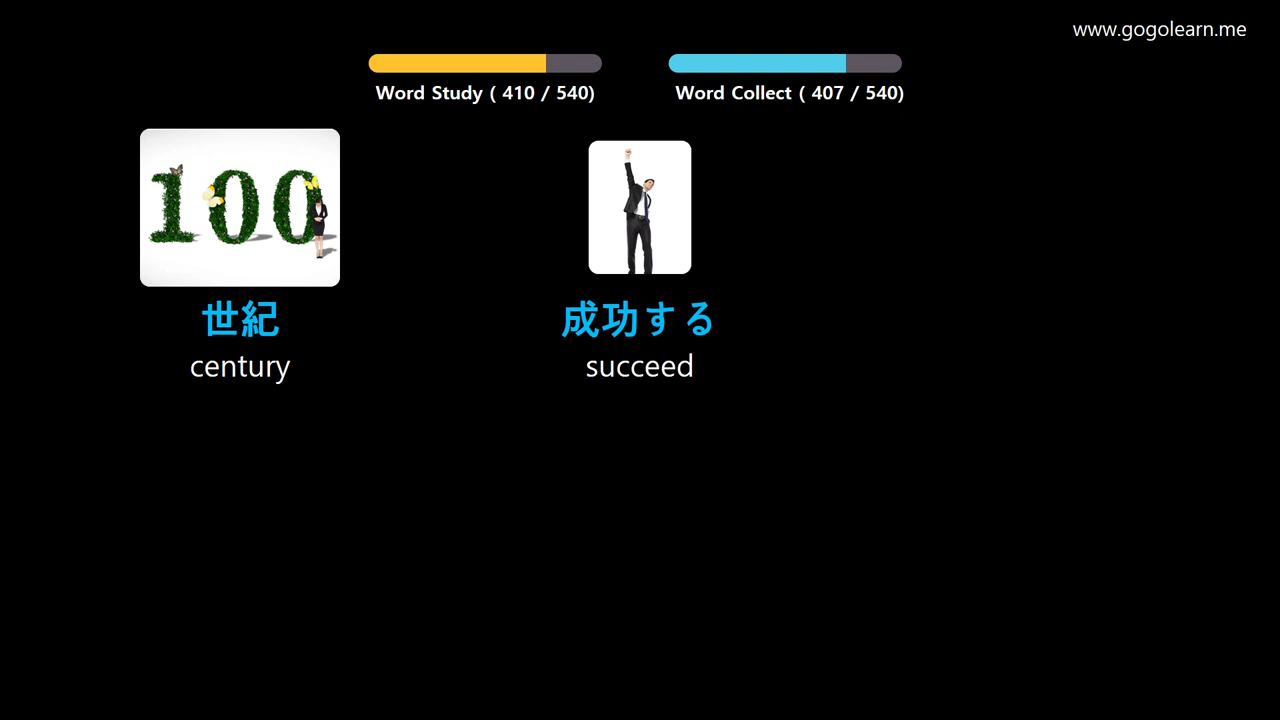 www.gogolearn.me
Word Study ( 410 / 540)
Word Collect ( 407 / 540)
100
世紀
century
成功する
succeed